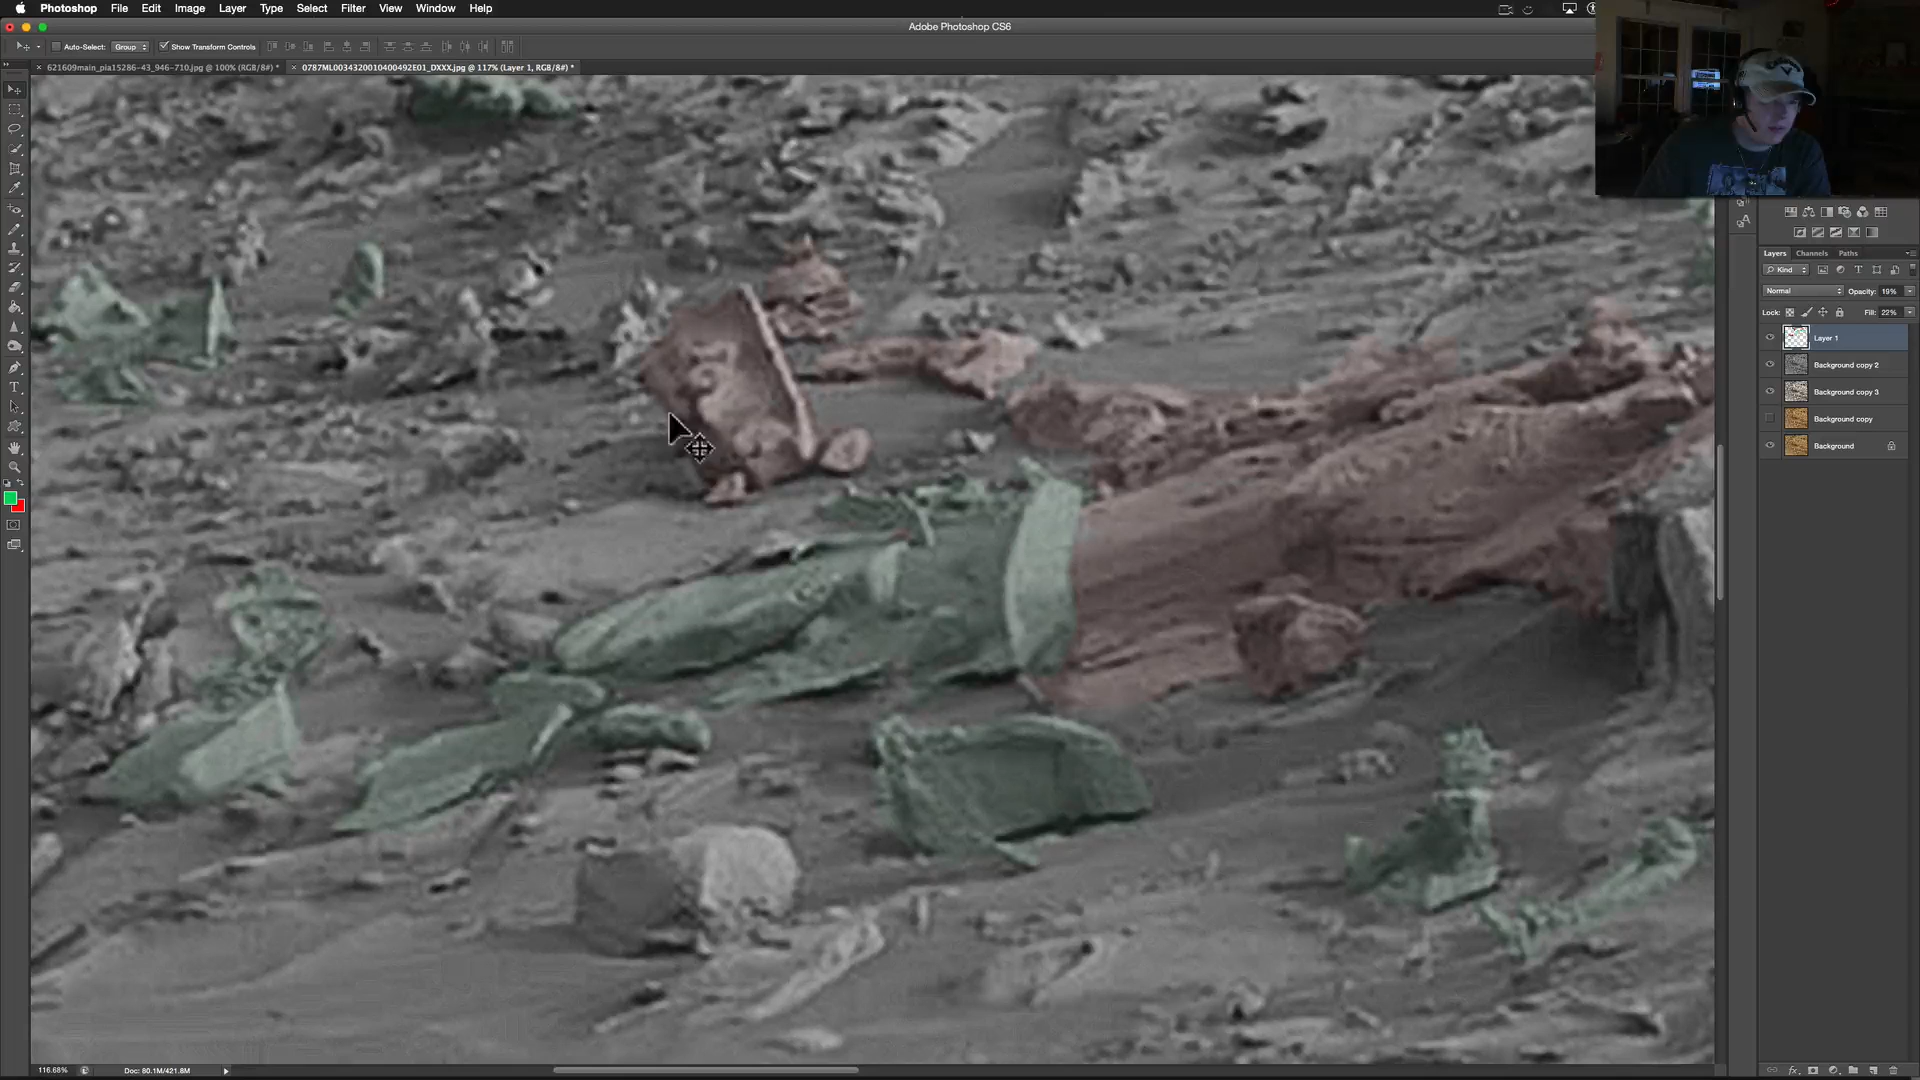 Photoshop File Edit Image Layer Type Select Filter View Window Help
Adobe Photoshop CS6
Auto-Select: Group Show Transform Controls
621609main_pia15286-43_946-710.jpg @ 100% (RGB/8#) *
0787ML0034320010400492E01_DXXX.jpg @ 117% (Layer 1, RGB/8#) *
Layers Channels Paths
Kind
Normal Opacity: 19%
Lock: Fill: 22%
Layer 1
Background copy 2
Background copy 3
Background copy
Background
116.68% Doc: 80.1M/421.8M